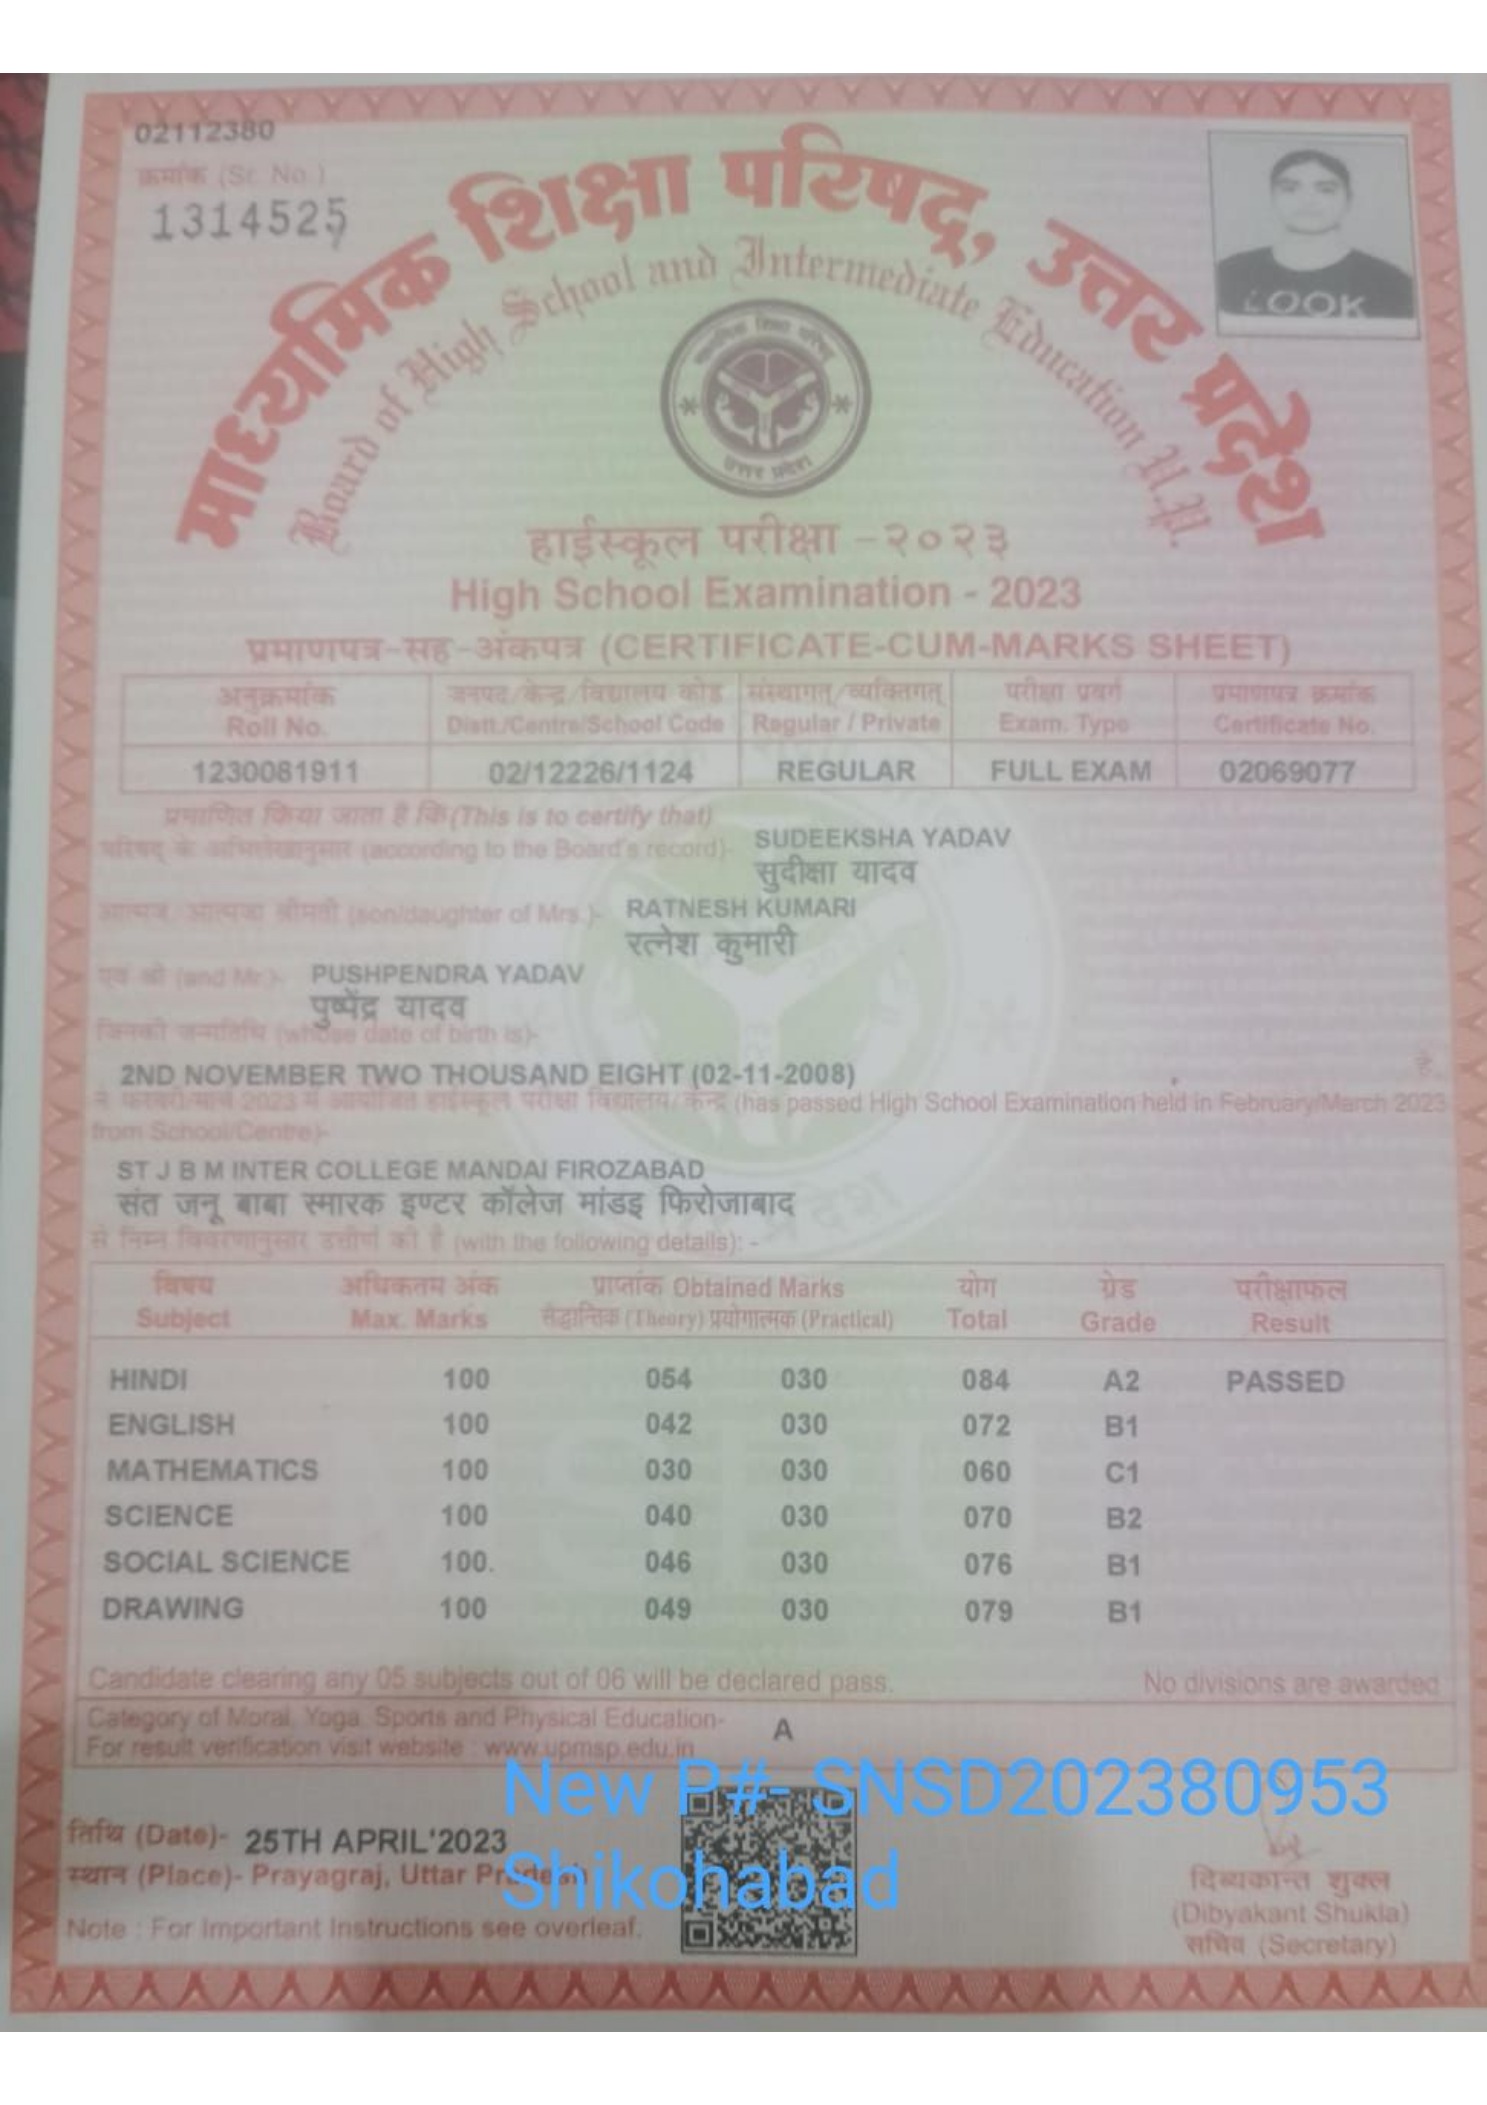 02112380
क्रमांक (Sr. No.)
1314525
माध्यमिक शिक्षा परिषद्, उत्तर प्रदेश
Board of High School and Intermediate Education U.P.
LOOK
माध्यमिक शिक्षा परिषद्
उत्तर प्रदेश
हाईस्कूल परीक्षा -२०२३
High School Examination - 2023
प्रमाणपत्र-सह-अंकपत्र (CERTIFICATE-CUM-MARKS SHEET)
अनुक्रमांक जनपद/केन्द्र/विद्यालय कोड संस्थागत/व्यक्तिगत परीक्षा प्रवर्ग प्रमाणपत्र क्रमांक
Roll No. Distt./Centre/School Code Regular / Private Exam. Type Certificate No.
1230081911 02/12226/1124 REGULAR FULL EXAM 02069077
प्रमाणित किया जाता है कि (This is to certify that)
परिषद् के अभिलेखानुसार (according to the Board's record)- SUDEEKSHA YADAV
सुदीक्षा यादव
आत्मज/आत्मजा श्रीमती (son/daughter of Mrs.)- RATNESH KUMARI
रत्नेश कुमारी
एवं श्री (and Mr.)- PUSHPENDRA YADAV
पुष्पेंद्र यादव
जिनकी जन्मतिथि (whose date of birth is)-
2ND NOVEMBER TWO THOUSAND EIGHT (02-11-2008) है.
ने फरवरी/मार्च 2023 में आयोजित हाईस्कूल परीक्षा विद्यालय/केन्द्र (has passed High School Examination held in February/March 2023
from School/Centre)-
ST J B M INTER COLLEGE MANDAI FIROZABAD
संत जनू बाबा स्मारक इण्टर कॉलेज मांडइ फिरोजाबाद
से निम्न विवरणानुसार उत्तीर्ण की है (with the following details): -
विषय अधिकतम अंक प्राप्तांक Obtained Marks योग ग्रेड परीक्षाफल
Subject Max. Marks सैद्धान्तिक (Theory) प्रयोगात्मक (Practical) Total Grade Result
HINDI 100 054 030 084 A2 PASSED
ENGLISH 100 042 030 072 B1
MATHEMATICS 100 030 030 060 C1
SCIENCE 100 040 030 070 B2
SOCIAL SCIENCE 100. 046 030 076 B1
DRAWING 100 049 030 079 B1
Candidate clearing any 05 subjects out of 06 will be declared pass. No divisions are awarded
Category of Moral, Yoga, Sports and Physical Education- A
For result verification visit website : www.upmsp.edu.in
New P#- SNSD202380953
Shikohabad
तिथि (Date)- 25TH APRIL'2023
स्थान (Place)- Prayagraj, Uttar Pradesh
Note : For Important Instructions see overleaf.
दिब्यकान्त शुक्ल
(Dibyakant Shukla)
सचिव (Secretary)